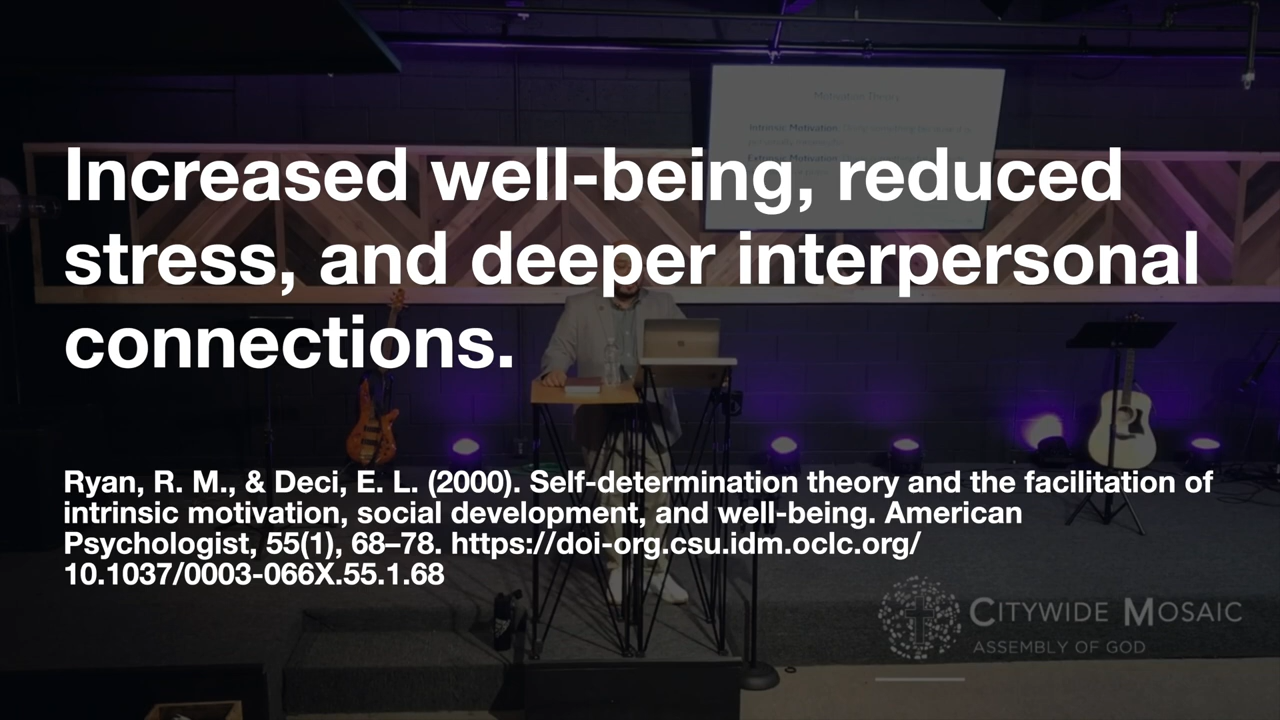 Motivation Theory
Intrinsic Motivation
Extrinsic Motivation
Increased well-being, reduced
stress, and deeper interpersonal
connections.
Ryan, R. M., & Deci, E. L. (2000). Self-determination theory and the facilitation of
intrinsic motivation, social development, and well-being. American
Psychologist, 55(1), 68–78. https://doi-org.csu.idm.oclc.org/
10.1037/0003-066X.55.1.68
CITYWIDE MOSAIC
ASSEMBLY OF GOD